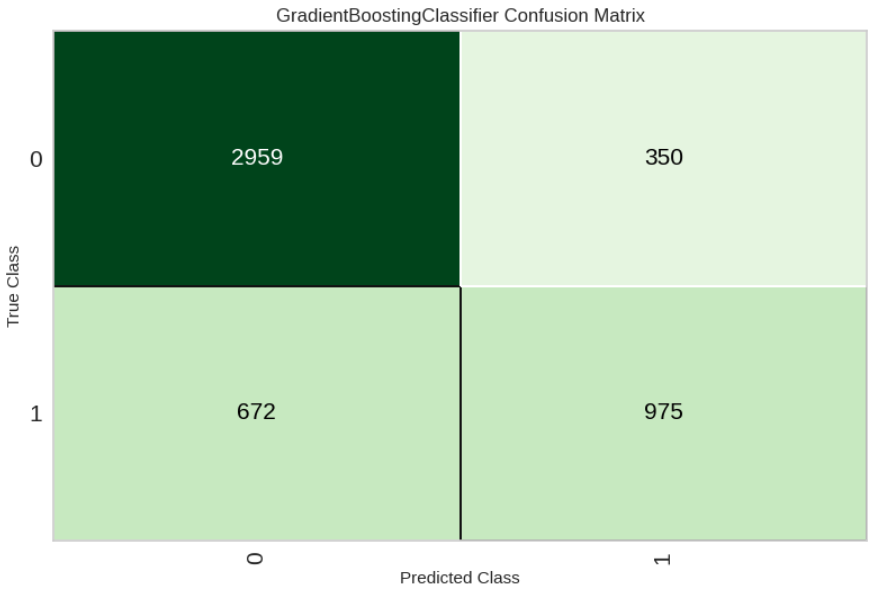 GradientBoostingClassifier Confusion Matrix
0
2959
350
True Class
1
672
975
0
1
Predicted Class